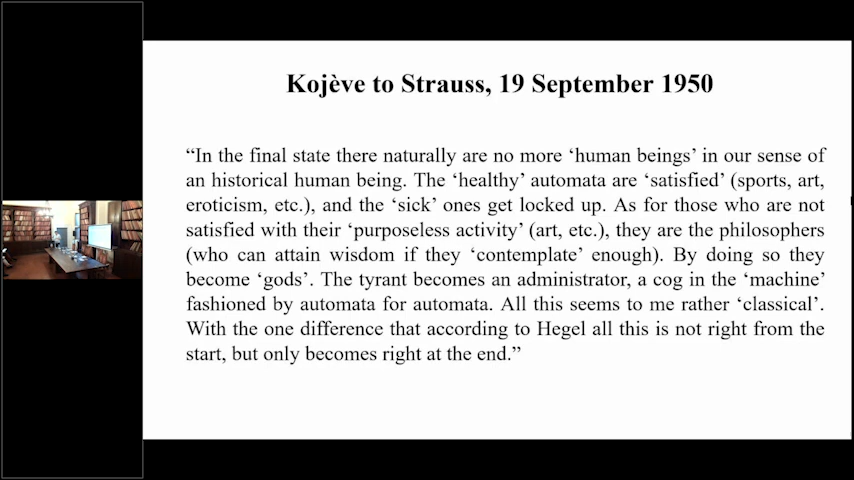 Kojève to Strauss, 19 September 1950
“In the final state there naturally are no more ‘human beings’ in our sense of
an historical human being. The ‘healthy’ automata are ‘satisfied’ (sports, art,
eroticism, etc.), and the ‘sick’ ones get locked up. As for those who are not
satisfied with their ‘purposeless activity’ (art, etc.), they are the philosophers
(who can attain wisdom if they ‘contemplate’ enough). By doing so they
become ‘gods’. The tyrant becomes an administrator, a cog in the ‘machine’
fashioned by automata for automata. All this seems to me rather ‘classical’.
With the one difference that according to Hegel all this is not right from the
start, but only becomes right at the end.”